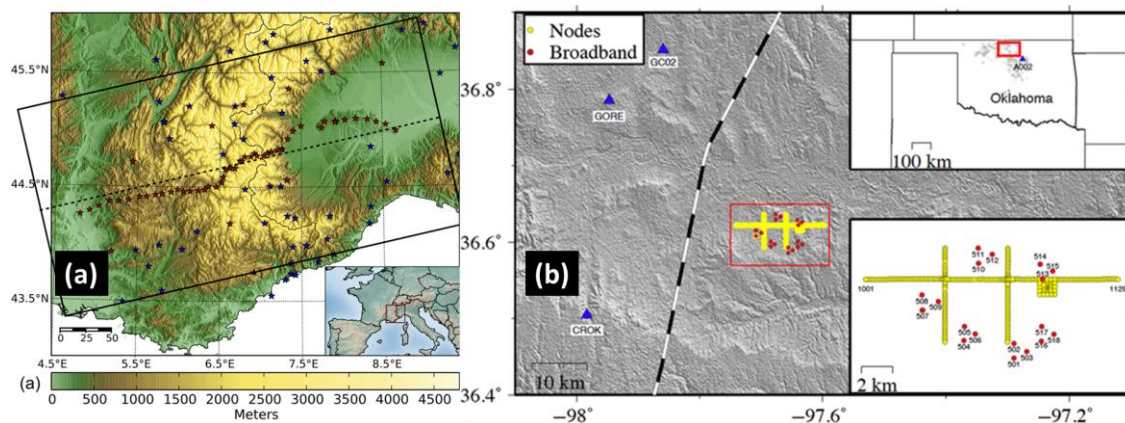 45.5°E
44.5°E
43.5°E
(a)
0 25 50
4.5°E 5.5°E 6.5°E 7.5°E 8.5°E
(a)
0 500 1000 1500 2000 2500 3000 3500 4000 4500
Meters
36.8°
36.6°
36.4°
Nodes
Broadband
GC02
GORE
CROK
(b)
10 km
−98° −97.6° −97.2°
A002
Oklahoma
100 km
511
512
510
514
515
513
1001
1129
508
509
507
505
506
504
502
503
501
517
518
516
2 km